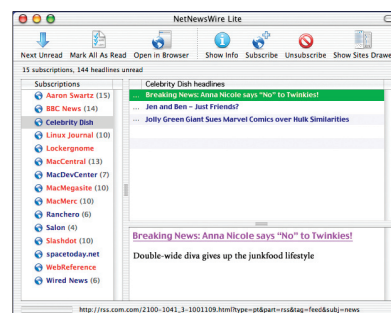 NetNewsWire Lite
Next Unread Mark All As Read Open in Browser Show Info Subscribe Unsubscribe Show Sites Drawe
15 subscriptions, 144 headlines unread
Subscriptions
Aaron Swartz (15)
BBC News (14)
Celebrity Dish
Linux Journal (10)
Lockergnome
MacCentral (13)
MacDevCenter (7)
MacMegasite (10)
MacMerc (10)
Ranchero (6)
Salon (4)
Slashdot (10)
spacetoday.net
WebReference
Wired News (6)
Celebrity Dish headlines
... Breaking News: Anna Nicole says "No" to Twinkies!
... Jen and Ben – Just Friends?
... Jolly Green Giant Sues Marvel Comics over Hulk Similarities
Breaking News: Anna Nicole says "No" to Twinkies!
Double-wide diva gives up the junkfood lifestyle
http://rss.com.com/2100-1041_3-1001109.html?type=pt&part=rss&tag=feed&subj=news